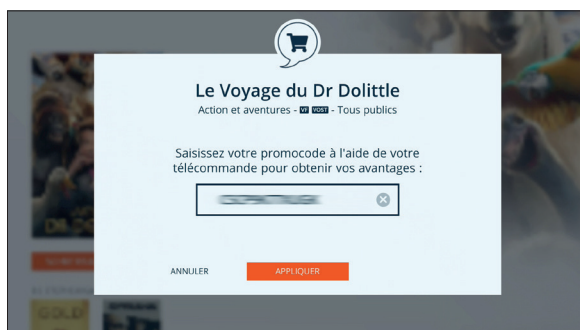 Le Voyage du Dr Dolittle
Action et aventures - VF VOST - Tous publics
Saisissez votre promocode à l'aide de votre
télécommande pour obtenir vos avantages :
ANNULER
APPLIQUER
GOLD